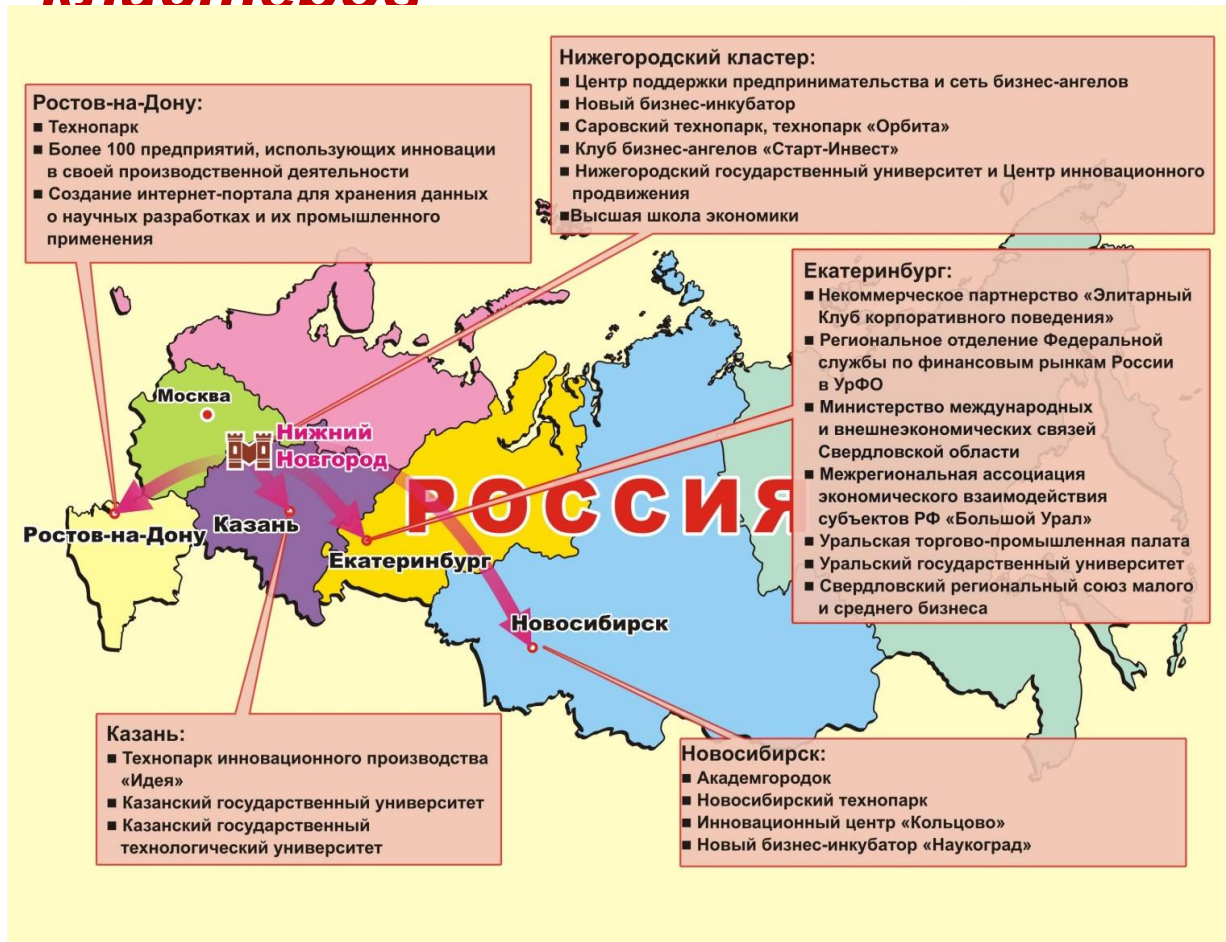 Нижегородский кластер:
■ Центр поддержки предпринимательства и сеть бизнес-ангелов
■ Новый бизнес-инкубатор
■ Саровский технопарк, технопарк «Орбита»
■ Клуб бизнес-ангелов «Старт-Инвест»
■ Нижегородский государственный университет и Центр инновационного
продвижения
■Высшая школа экономики
Ростов-на-Дону:
■ Технопарк
■ Более 100 предприятий, использующих инновации
в своей производственной деятельности
■ Создание интернет-портала для хранения данных
о научных разработках и их промышленного
применения
Екатеринбург:
■ Некоммерческое партнерство «Элитарный
Клуб корпоративного поведения»
■ Региональное отделение Федеральной
службы по финансовым рынкам России
в УрФО
■ Министерство международных
и внешнеэкономических связей
Свердловской области
■ Межрегиональная ассоциация
экономического взаимодействия
субъектов РФ «Большой Урал»
■ Уральская торгово-промышленная палата
■ Уральский государственный университет
■ Свердловский региональный союз малого
и среднего бизнеса
Москва
Нижний
Новгород
РОССИЯ
Ростов-на-Дону
Казань
Екатеринбург
Новосибирск
Казань:
■ Технопарк инновационного производства
«Идея»
■ Казанский государственный университет
■ Казанский государственный
технологический университет
Новосибирск:
■ Академгородок
■ Новосибирский технопарк
■ Инновационный центр «Кольцово»
■ Новый бизнес-инкубатор «Наукоград»